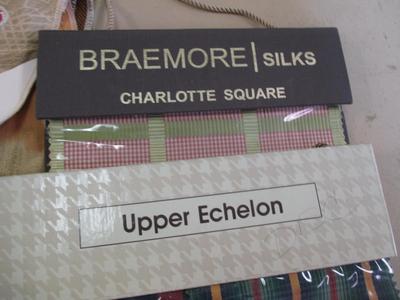 BRAEMORE | SILKS
CHARLOTTE SQUARE
Upper Echelon